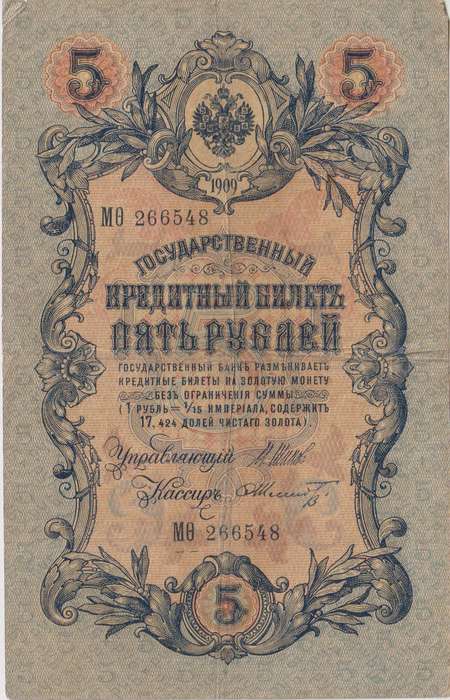 5 5
1909
МѲ 266548
ГОСУДАРСТВЕННЫЙ
КРЕДИТНЫЙ БИЛЕТЪ
ПЯТЬ РУБЛЕЙ
ГОСУДАРСТВЕННЫЙ БАНКЪ РАЗМѢНИВАЕТЪ
КРЕДИТНЫЕ БИЛЕТЫ НА ЗОЛОТУЮ МОНЕТУ
БЕЗЪ ОГРАНИЧЕНІЯ СУММЫ
(1 РУБЛЬ = 1/15 ИМПЕРІАЛА, СОДЕРЖИТЪ
17,424 ДОЛЕЙ ЧИСТАГО ЗОЛОТА).
Управляющій
Кассиръ
МѲ 266548
5